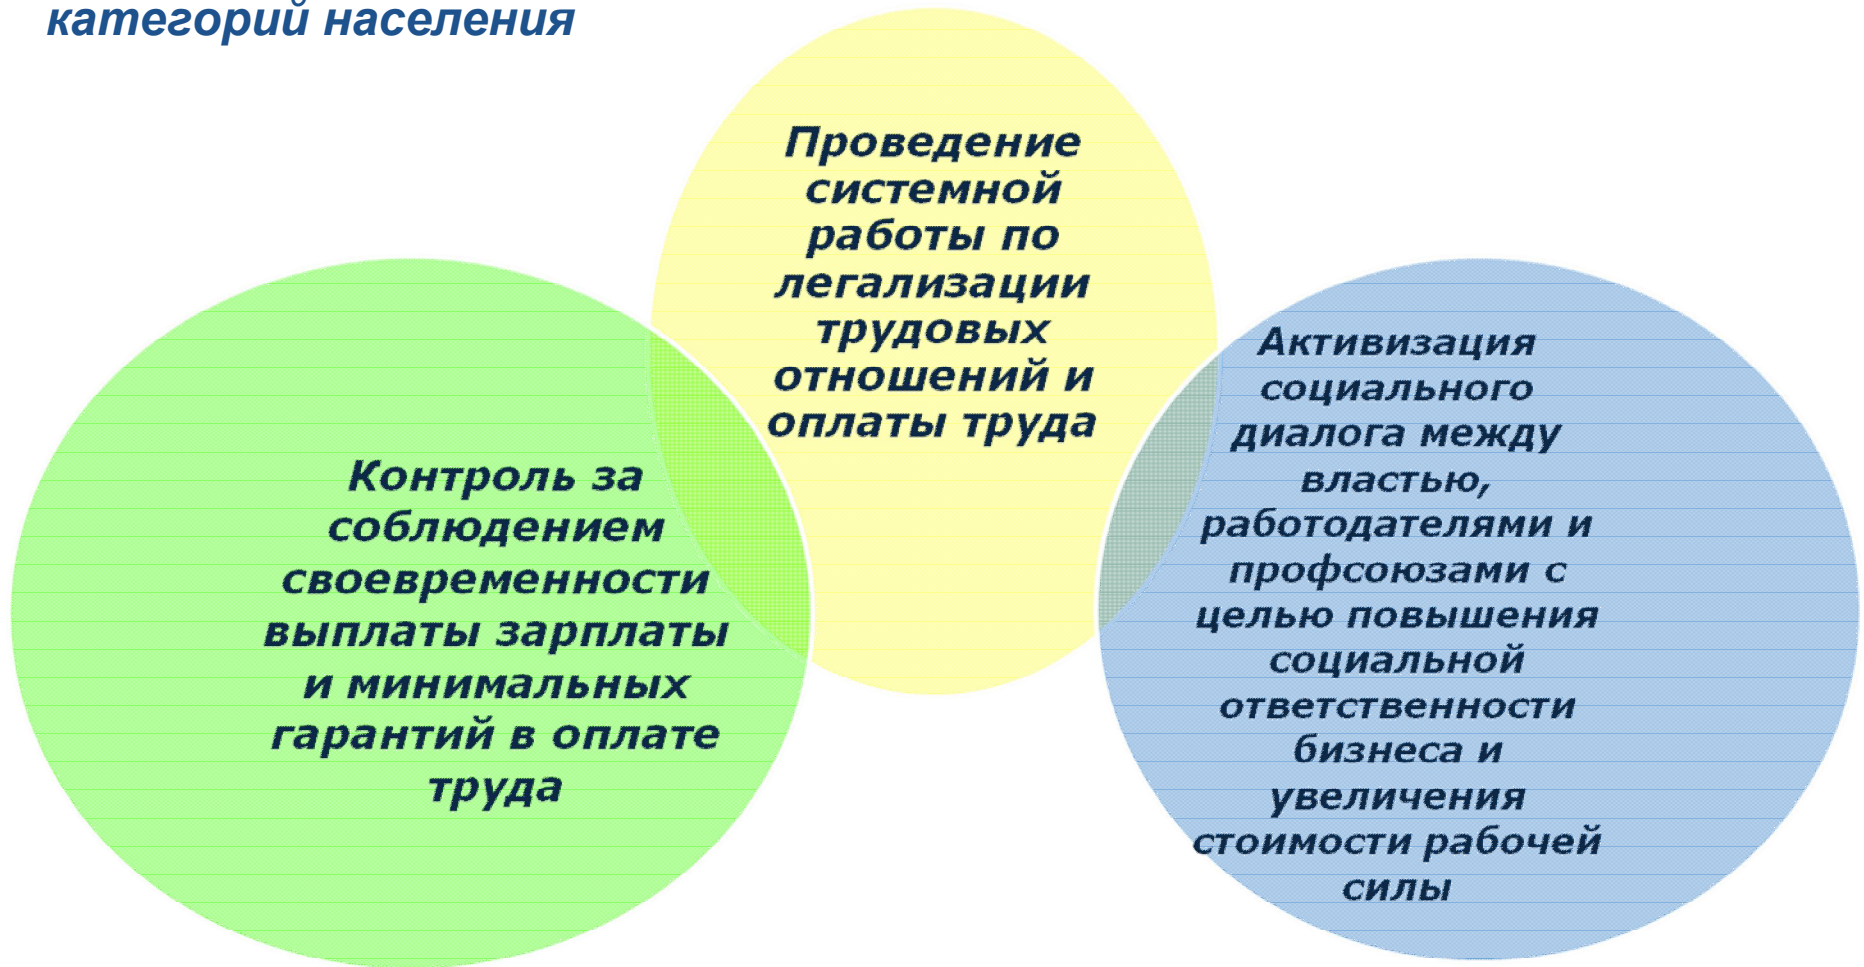 категорий населения
Проведение
системной
работы по
легализации
трудовых
отношений и
оплаты труда
Контроль за
соблюдением
своевременности
выплаты зарплаты
и минимальных
гарантий в оплате
труда
Активизация
социального
диалога между
властью,
работодателями и
профсоюзами с
целью повышения
социальной
ответственности
бизнеса и
увеличения
стоимости рабочей
силы